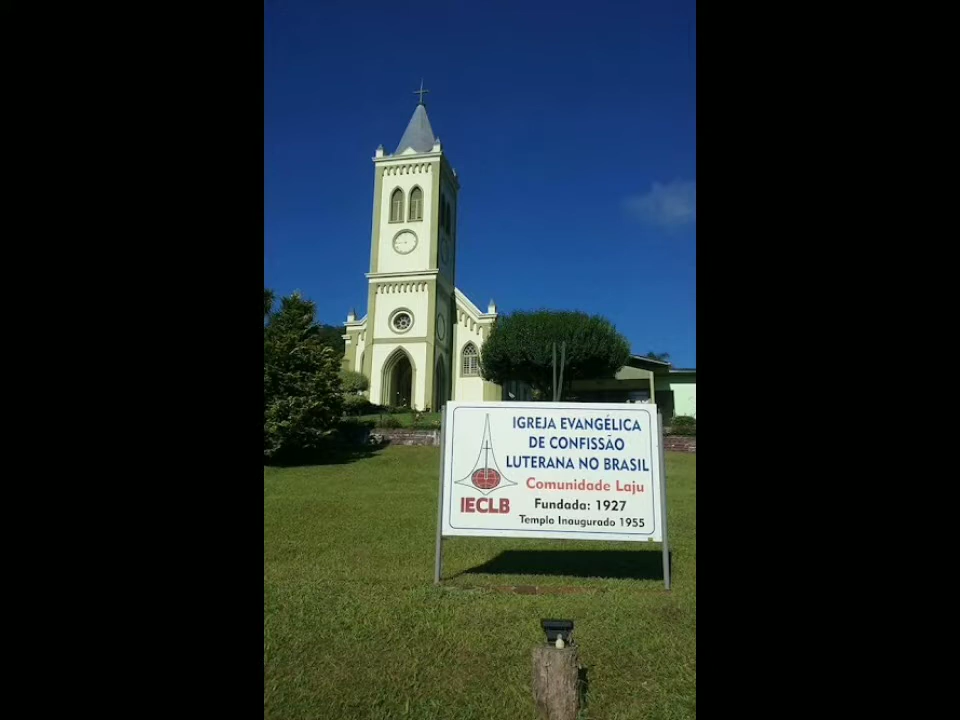 IGREJA EVANGÉLICA
DE CONFISSÃO
LUTERANA NO BRASIL
Comunidade Laju
IECLB
Fundada: 1927
Templo Inaugurado 1955